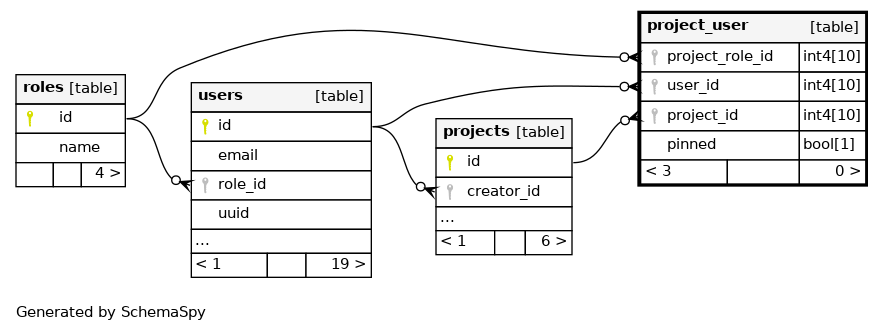 project_user [table]
project_role_id int4[10]
user_id int4[10]
project_id int4[10]
pinned bool[1]
< 3 0 >
roles [table]
id
name
4 >
users [table]
id
email
role_id
uuid
...
< 1 19 >
projects [table]
id
creator_id
...
< 1 6 >
Generated by SchemaSpy